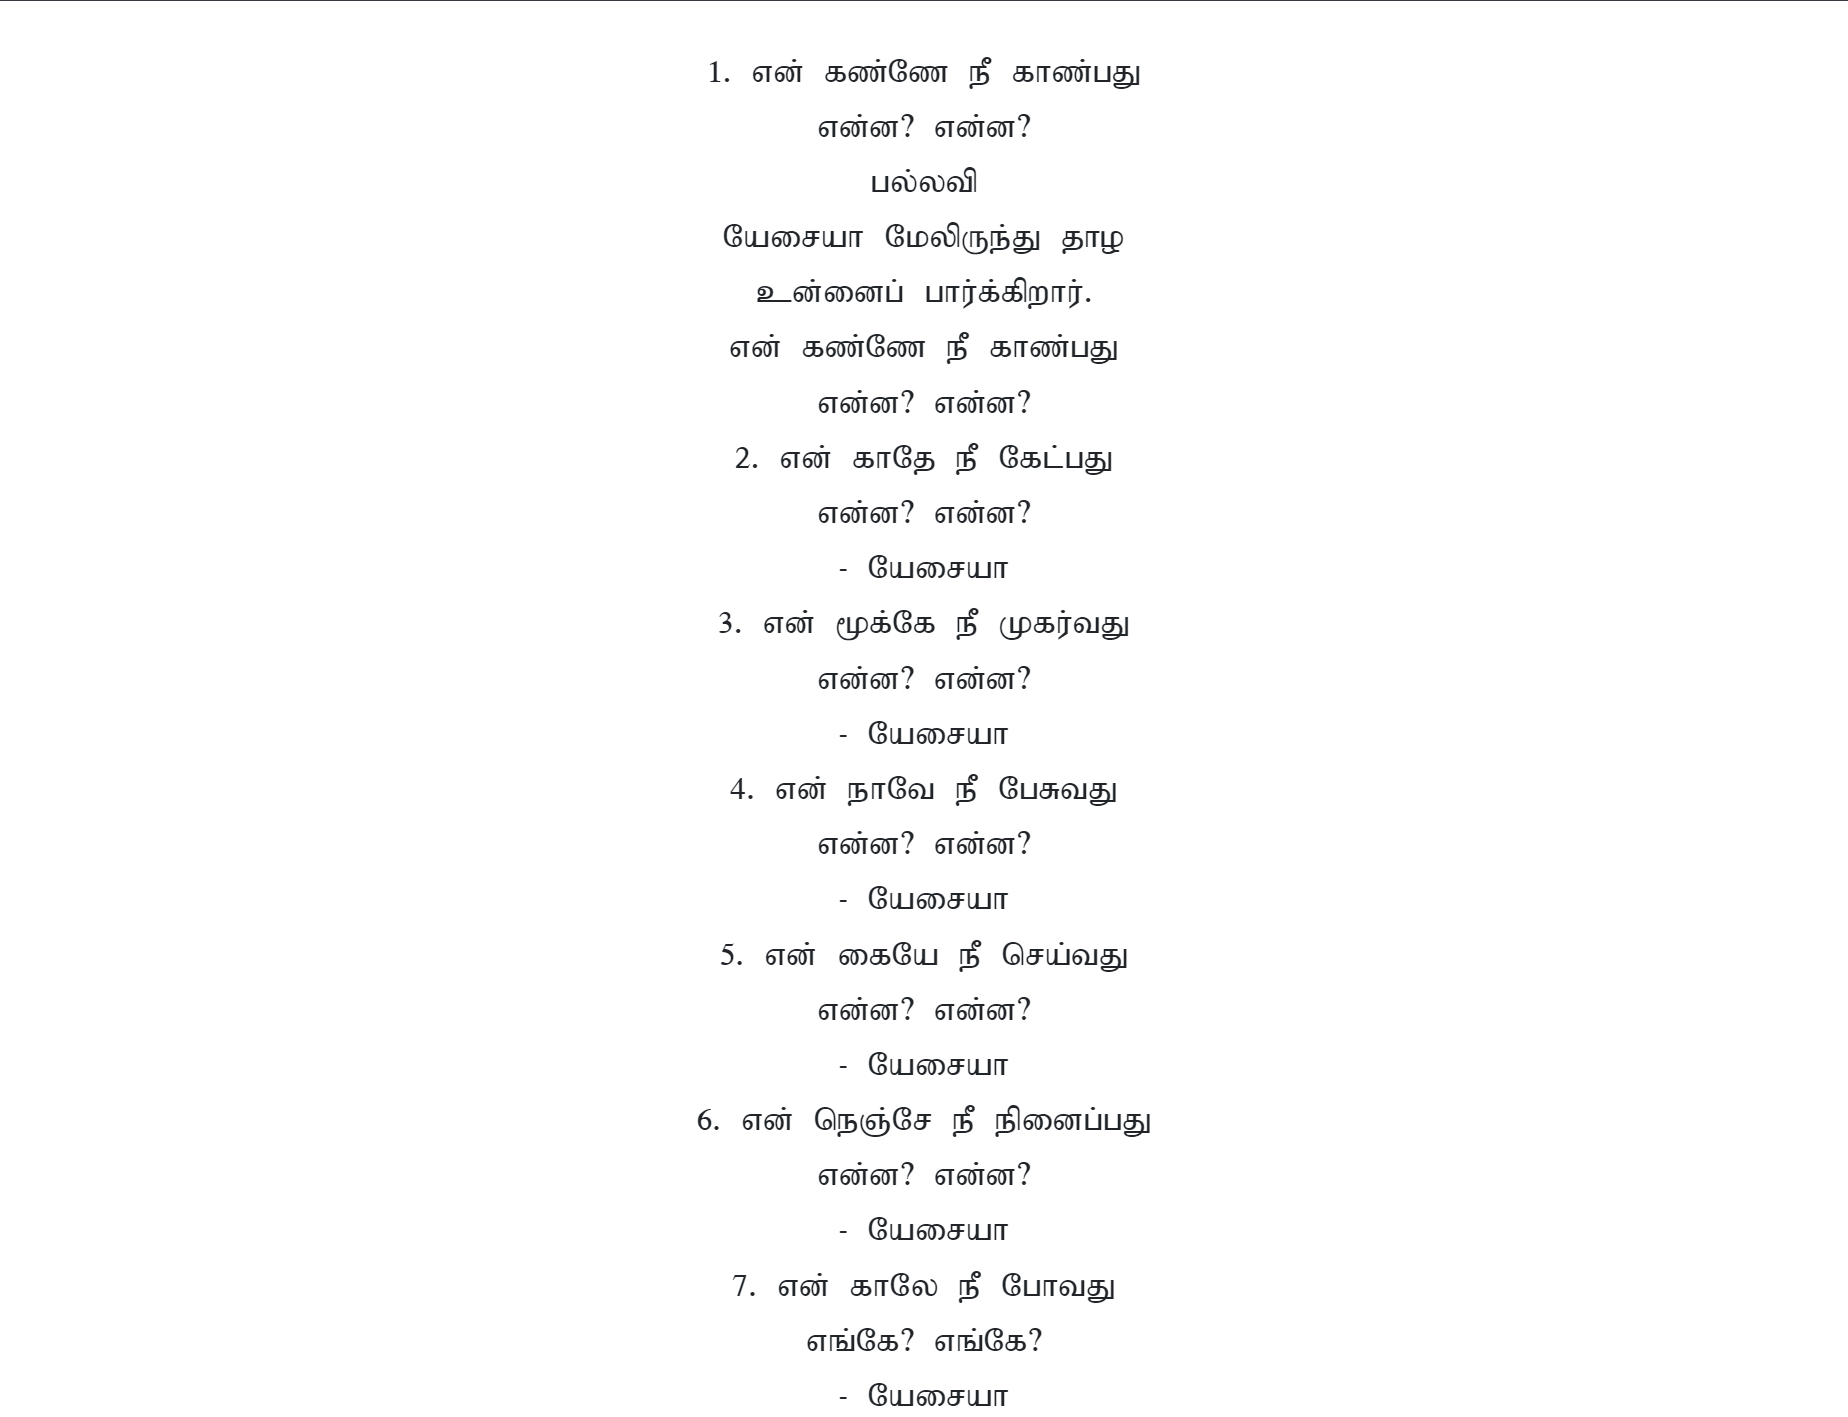 1. என் கண்ணே நீ காண்பது
என்ன? என்ன?
பல்லவி
யேசையா மேலிருந்து தாழ
உன்னைப் பார்க்கிறார்.
என் கண்ணே நீ காண்பது
என்ன? என்ன?
2. என் காதே நீ கேட்பது
என்ன? என்ன?
- யேசையா
3. என் மூக்கே நீ முகர்வது
என்ன? என்ன?
- யேசையா
4. என் நாவே நீ பேசுவது
என்ன? என்ன?
- யேசையா
5. என் கையே நீ செய்வது
என்ன? என்ன?
- யேசையா
6. என் நெஞ்சே நீ நினைப்பது
என்ன? என்ன?
- யேசையா
7. என் காலே நீ போவது
எங்கே? எங்கே?
- யேசையா